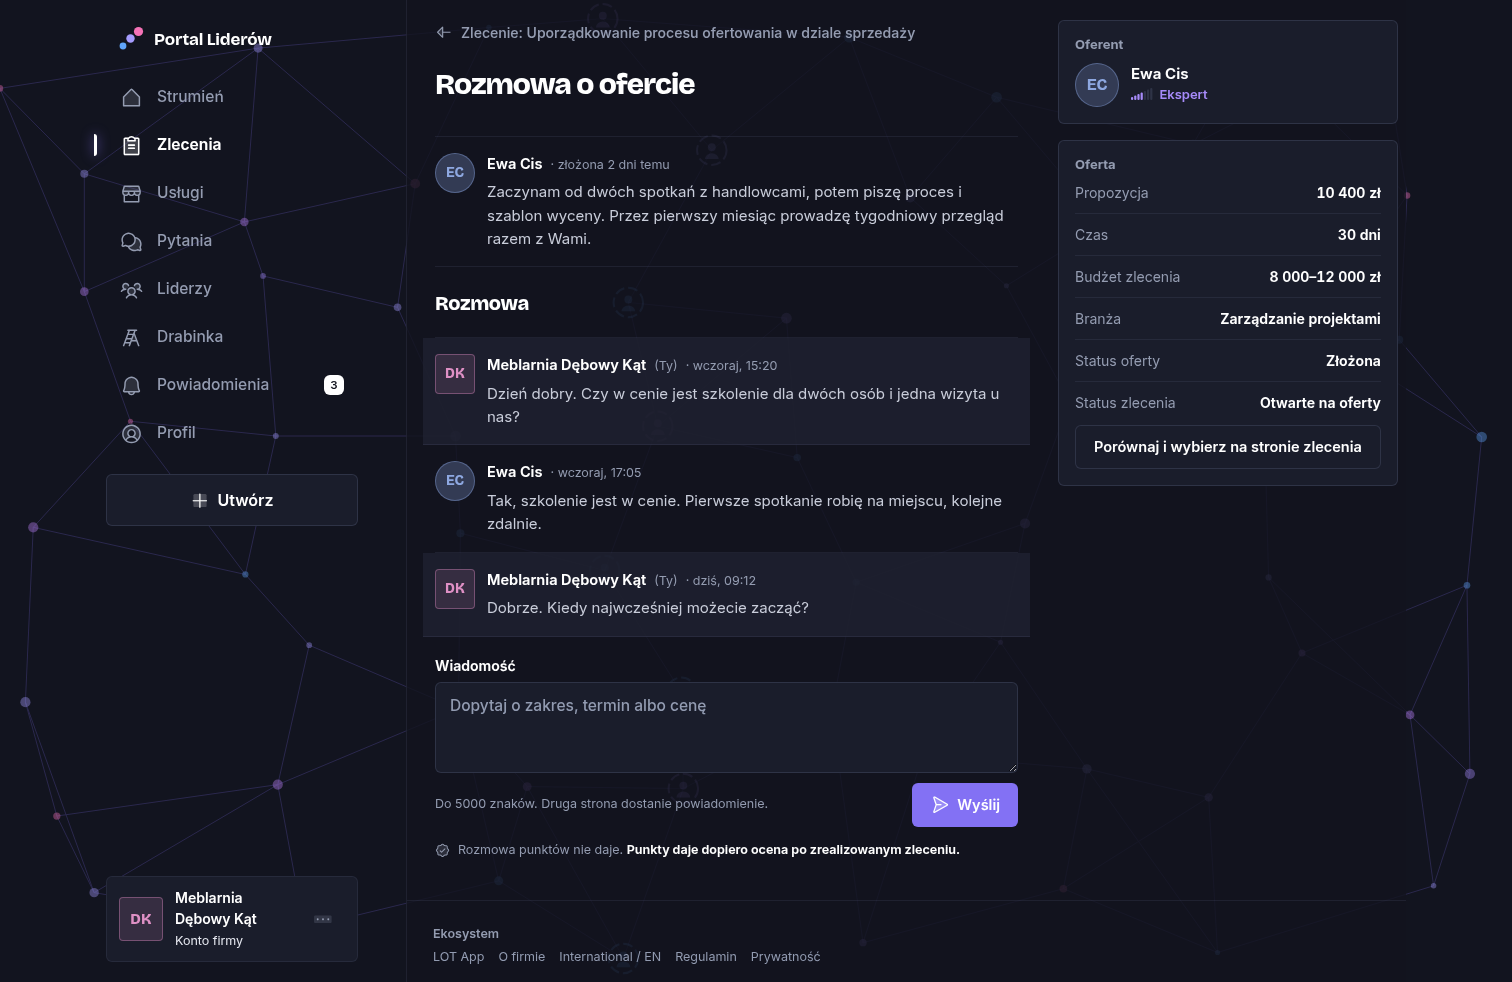 Portal Liderów
Strumień
Zlecenia
Usługi
Pytania
Liderzy
Drabinka
Powiadomienia 3
Profil
Utwórz
DK
Meblarnia
Dębowy Kąt
Konto firmy
Zlecenie: Uporządkowanie procesu ofertowania w dziale sprzedaży
Rozmowa o ofercie
EC
Ewa Cis · złożona 2 dni temu
Zaczynam od dwóch spotkań z handlowcami, potem piszę proces i
szablon wyceny. Przez pierwszy miesiąc prowadzę tygodniowy przegląd
razem z Wami.
Rozmowa
DK
Meblarnia Dębowy Kąt (Ty) · wczoraj, 15:20
Dzień dobry. Czy w cenie jest szkolenie dla dwóch osób i jedna wizyta u
nas?
EC
Ewa Cis · wczoraj, 17:05
Tak, szkolenie jest w cenie. Pierwsze spotkanie robię na miejscu, kolejne
zdalnie.
DK
Meblarnia Dębowy Kąt (Ty) · dziś, 09:12
Dobrze. Kiedy najwcześniej możecie zacząć?
Wiadomość
Dopytaj o zakres, termin albo cenę
Do 5000 znaków. Druga strona dostanie powiadomienie.
Wyślij
Rozmowa punktów nie daje. Punkty daje dopiero ocena po zrealizowanym zleceniu.
Ekosystem
LOT App O firmie International / EN Regulamin Prywatność
Oferent
EC
Ewa Cis
Ekspert
Oferta
Propozycja 10 400 zł
Czas 30 dni
Budżet zlecenia 8 000–12 000 zł
Branża Zarządzanie projektami
Status oferty Złożona
Status zlecenia Otwarte na oferty
Porównaj i wybierz na stronie zlecenia